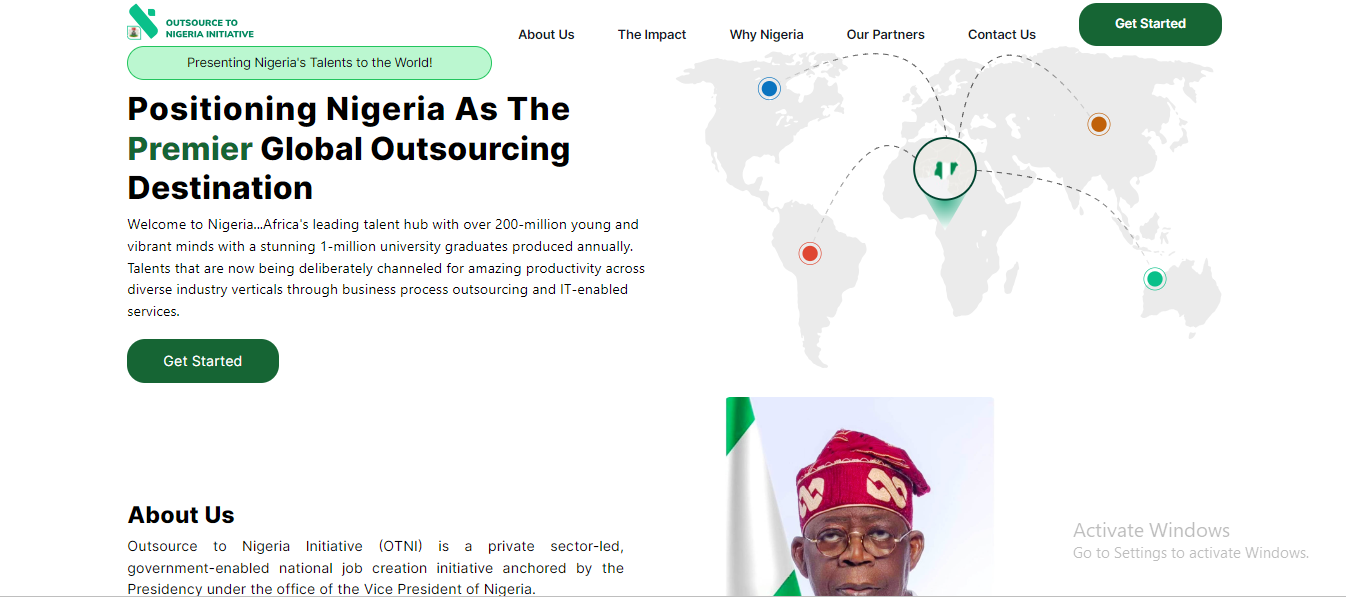 OUTSOURCE TO
NIGERIA INITIATIVE
About Us
The Impact
Why Nigeria
Our Partners
Contact Us
Get Started
Presenting Nigeria's Talents to the World!
Positioning Nigeria As The
Premier Global Outsourcing
Destination
Welcome to Nigeria...Africa's leading talent hub with over 200-million young and
vibrant minds with a stunning 1-million university graduates produced annually.
Talents that are now being deliberately channeled for amazing productivity across
diverse industry verticals through business process outsourcing and IT-enabled
services.
Get Started
About Us
Outsource to Nigeria Initiative (OTNI) is a private sector-led,
government-enabled national job creation initiative anchored by the
Presidency under the office of the Vice President of Nigeria.
Activate Windows
Go to Settings to activate Windows.